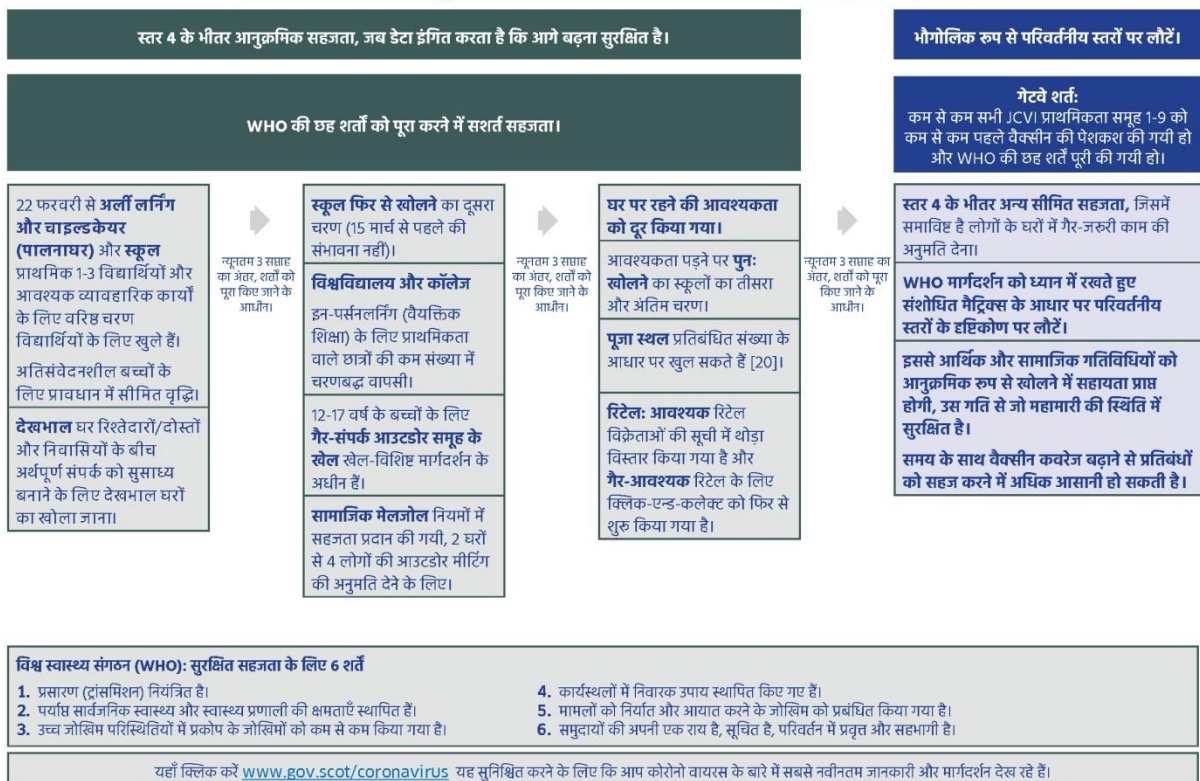 स्तर 4 के भीतर आनुक्रमिक सहजता, जब डेटा इंगित करता है कि आगे बढ़ना सुरक्षित है।
भौगोलिक रूप से परिवर्तनीय स्तरों पर लौटें।
WHO की छह शर्तों को पूरा करने में सशर्त सहजता।
गेटवे शर्त:
कम से कम सभी JCVI प्राथमिकता समूह 1-9 को
कम से कम पहले वैक्सीन की पेशकश की गयी हो
और WHO की छह शर्तें पूरी की गयी हो।
22 फरवरी से अर्ली लर्निंग
और चाइल्डकेयर
(पालनाघर) और स्कूल
प्राथमिक 1-3 विद्यार्थियों और
आवश्यक व्यावहारिक कार्यों
के लिए वरिष्ठ चरण
विद्यार्थियों के लिए खुले हैं।
अतिसंवेदनशील बच्चों के
लिए प्रावधान में सीमित वृद्धि।
देखभाल घर रिश्तेदारों/दोस्तों
और निवासियों के बीच
अर्थपूर्ण संपर्क को सुसाध्य
बनाने के लिए देखभाल घरों
का खोला जाना।
न्यूनतम 3 सप्ताह
का अंतर, शर्तों को
पूरा किए जाने के
अधीन।
स्कूल फिर से खोलने का दूसरा
चरण (15 मार्च से पहले की
संभावना नहीं)।
विश्वविद्यालय और कॉलेज
इन-पर्सनलर्निंग (वैयक्तिक
शिक्षा) के लिए प्राथमिकता
वाले छात्रों की कम संख्या में
चरणबद्ध वापसी।
12-17 वर्ष के बच्चों के लिए
गैर-संपर्क आउटडोर समूह के
खेल खेल-विशिष्ट मार्गदर्शन के
अधीन हैं।
सामाजिक मेलजोल नियमों में
सहजता प्रदान की गयी, 2 घरों
से 4 लोगों की आउटडोर मीटिंग
की अनुमति देने के लिए।
न्यूनतम 3 सप्ताह
का अंतर, शर्तों को
पूरा किए जाने के
अधीन।
घर पर रहने की आवश्यकता
को दूर किया गया।
आवश्यकता पड़ने पर पुनः
खोलने का स्कूलों का तीसरा
और अंतिम चरण।
पूजा स्थल प्रतिबंधित संख्या के
आधार पर खुल सकते हैं [20]।
रिटेल: आवश्यक रिटेल
विक्रेताओं की सूची में थोड़ा
विस्तार किया गया है और
गैर-आवश्यक रिटेल के लिए
क्लिक-एन्ड-कलेक्ट को फिर से
शुरू किया गया है।
न्यूनतम 3 सप्ताह का
अंतर, शर्तों को पूरा
किए जाने के
अधीन।
स्तर 4 के भीतर अन्य सीमित सहजता, जिसमें
समाविष्ट है लोगों के घरों में गैर-जरूरी काम की
अनुमति देना।
WHO मार्गदर्शन को ध्यान में रखते हुए
संशोधित मैट्रिक्स के आधार पर परिवर्तनीय
स्तरों के दृष्टिकोण पर लौटें।
इससे आर्थिक और सामाजिक गतिविधियों को
आनुक्रमिक रूप से खोलने में सहायता प्राप्त
होगी, उस गति से जो महामारी की स्थिति में
सुरक्षित है।
समय के साथ वैक्सीन कवरेज बढ़ाने से प्रतिबंधों
को सहज करने में अधिक आसानी हो सकती है।
विश्व स्वास्थ्य संगठन (WHO): सुरक्षित सहजता के लिए 6 शर्तें
1. प्रसारण (ट्रांसमिशन) नियंत्रित है।
2. पर्याप्त सार्वजनिक स्वास्थ्य और स्वास्थ्य प्रणाली की क्षमताएँ स्थापित हैं।
3. उच्च जोखिम परिस्थितियों में प्रकोप के जोखिमों को कम से कम किया गया है।
4. कार्यस्थलों में निवारक उपाय स्थापित किए गए हैं।
5. मामलों को निर्यात और आयात करने के जोखिम को प्रबंधित किया गया है।
6. समुदायों की अपनी एक राय है, सूचित है, परिवर्तन में प्रवृत्त और सहभागी है।
यहाँ क्लिक करें www.gov.scot/coronavirus यह सुनिश्चित करने के लिए कि आप कोरोनो वायरस के बारे में सबसे नवीनतम जानकारी और मार्गदर्शन देख रहे हैं।